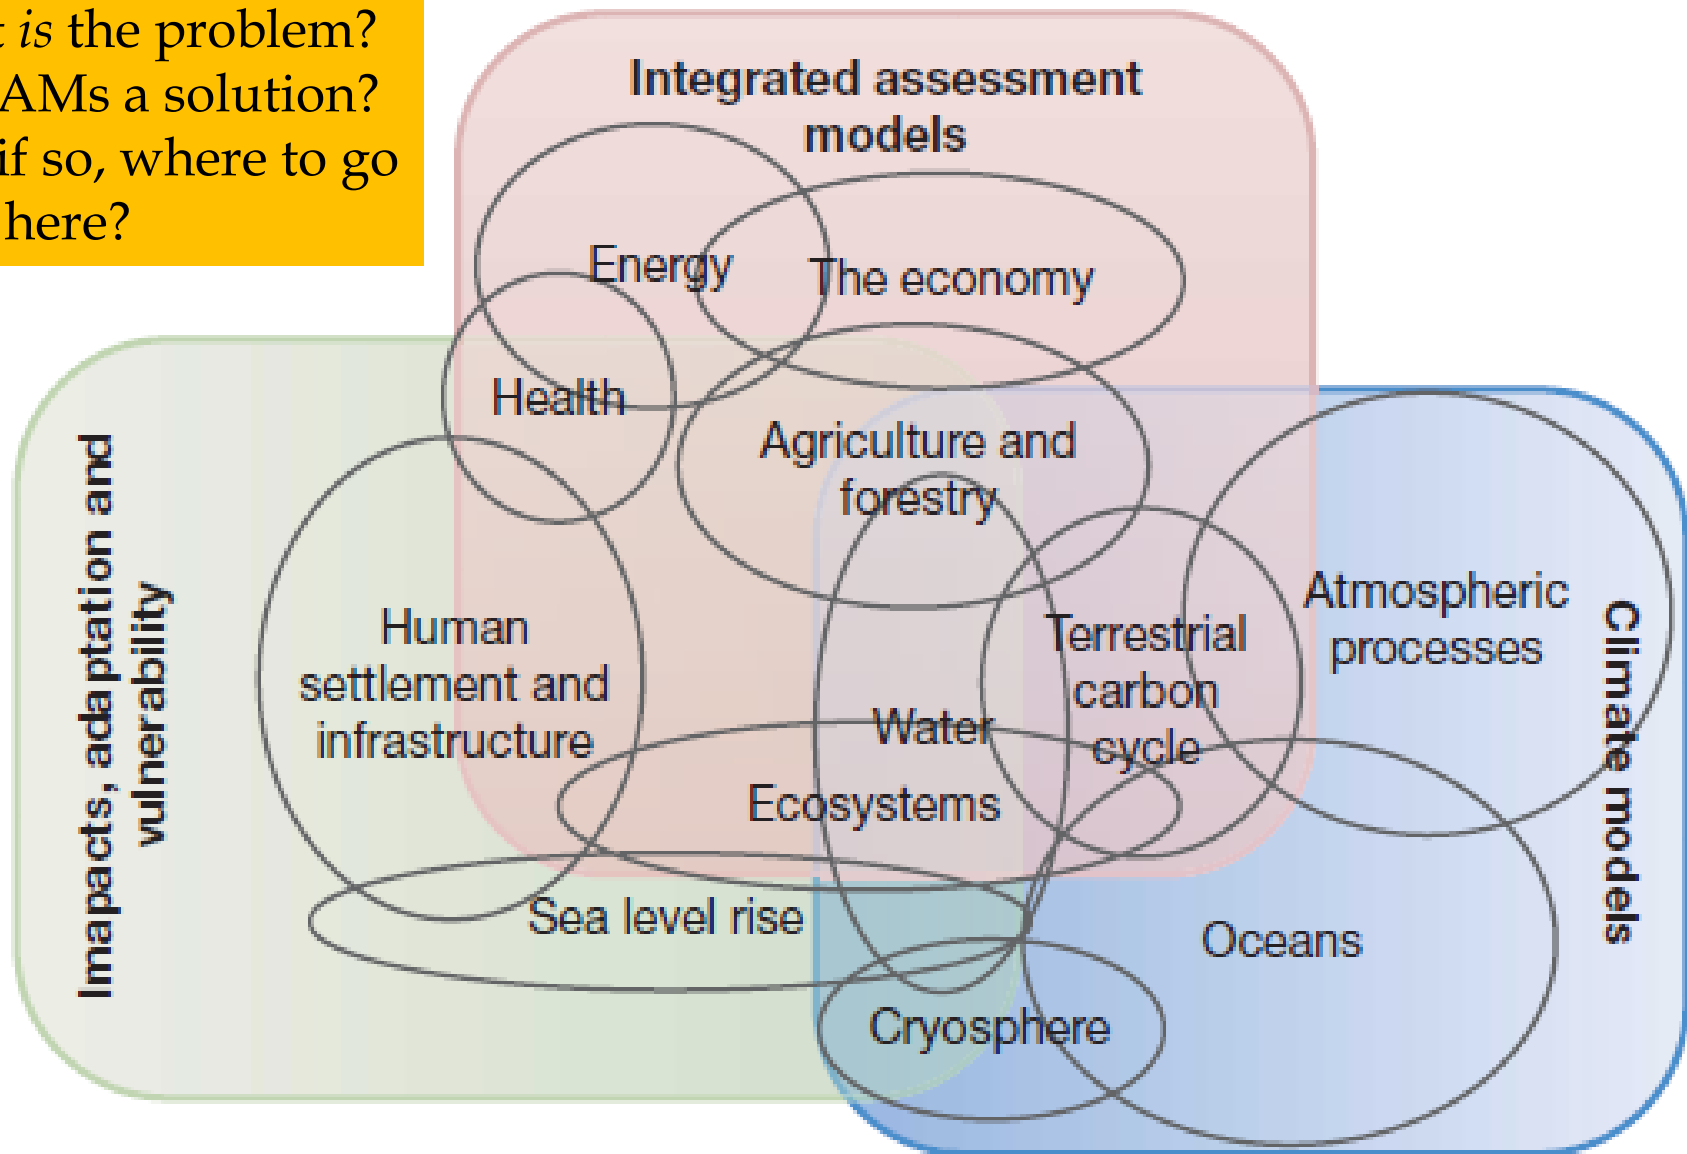 t is the problem?
AMs a solution?
if so, where to go
here?
Integrated assessment
models
Energy
The economy
Health
Agriculture and
forestry
Imapacts, adaptation and
vulnerability
Human
settlement and
infrastructure
Terrestrial
carbon
cycle
Atmospheric
processes
Climate models
Water
Ecosystems
Sea level rise
Oceans
Cryosphere